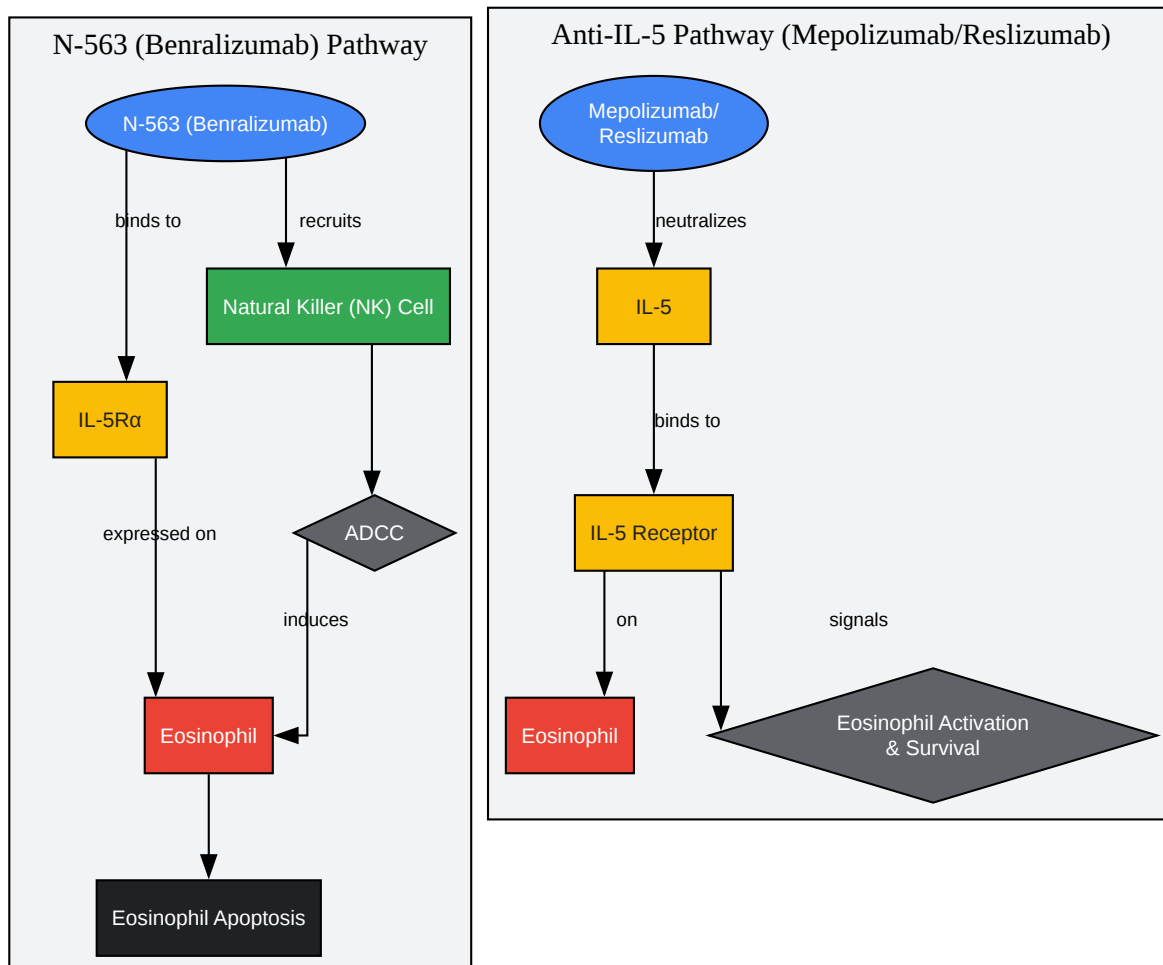 N-563 (Benralizumab) Pathway
N-563 (Benralizumab)
binds to
recruits
Natural Killer (NK) Cell
IL-5Rα
expressed on
ADCC
induces
Eosinophil
Eosinophil Apoptosis
Anti-IL-5 Pathway (Mepolizumab/Reslizumab)
Mepolizumab/
Reslizumab
neutralizes
IL-5
binds to
IL-5 Receptor
on
signals
Eosinophil
Eosinophil Activation
& Survival